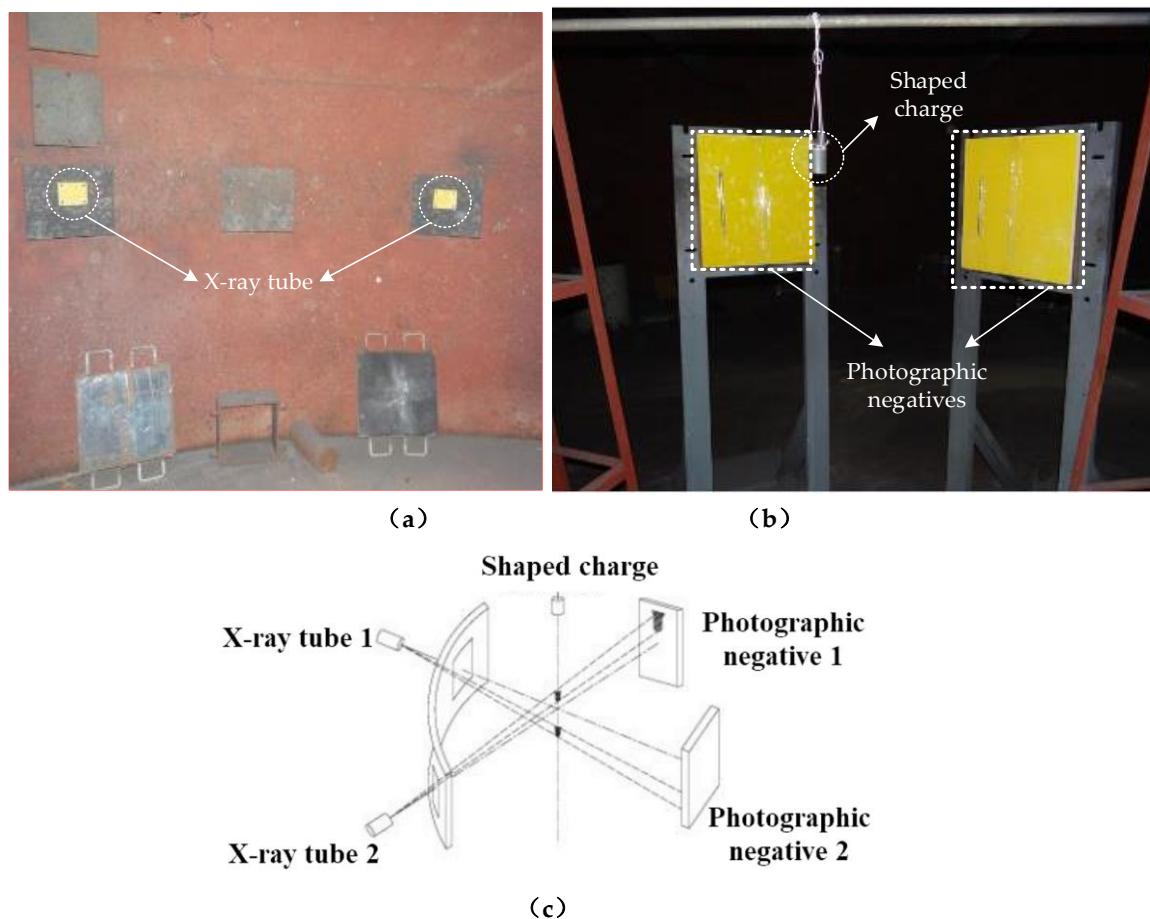 X-ray tube
Shaped
charge
Photographic
negatives
(a)
(b)
Shaped charge
X-ray tube 1
Photographic
negative 1
X-ray tube 2
Photographic
negative 2
(c)